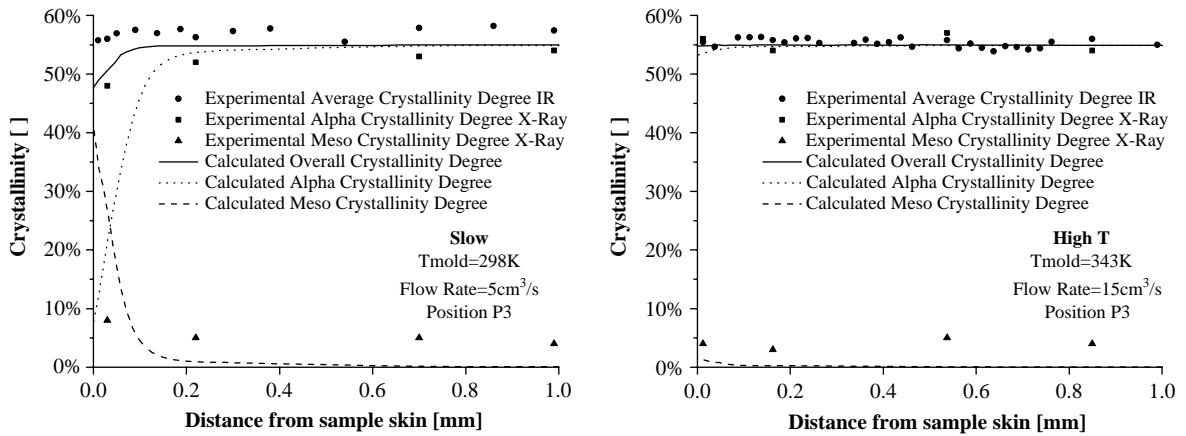 60%
50%
40%
30%
20%
10%
0%
Crystallinity [ ]
Experimental Average Crystallinity Degree IR
Experimental Alpha Crystallinity Degree X-Ray
Experimental Meso Crystallinity Degree X-Ray
Calculated Overall Crystallinity Degree
Calculated Alpha Crystallinity Degree
Calculated Meso Crystallinity Degree
Slow
Tmold=298K
Flow Rate=5cm³/s
Position P3
0.0 0.2 0.4 0.6 0.8 1.0
Distance from sample skin [mm]
60%
50%
40%
30%
20%
10%
0%
Crystallinity [ ]
Experimental Average Crystallinity Degree IR
Experimental Alpha Crystallinity Degree X-Ray
Experimental Meso Crystallinity Degree X-Ray
Calculated Overall Crystallinity Degree
Calculated Alpha Crystallinity Degree
Calculated Meso Crystallinity Degree
High T
Tmold=343K
Flow Rate=15cm³/s
Position P3
0.0 0.2 0.4 0.6 0.8 1.0
Distance from sample skin [mm]